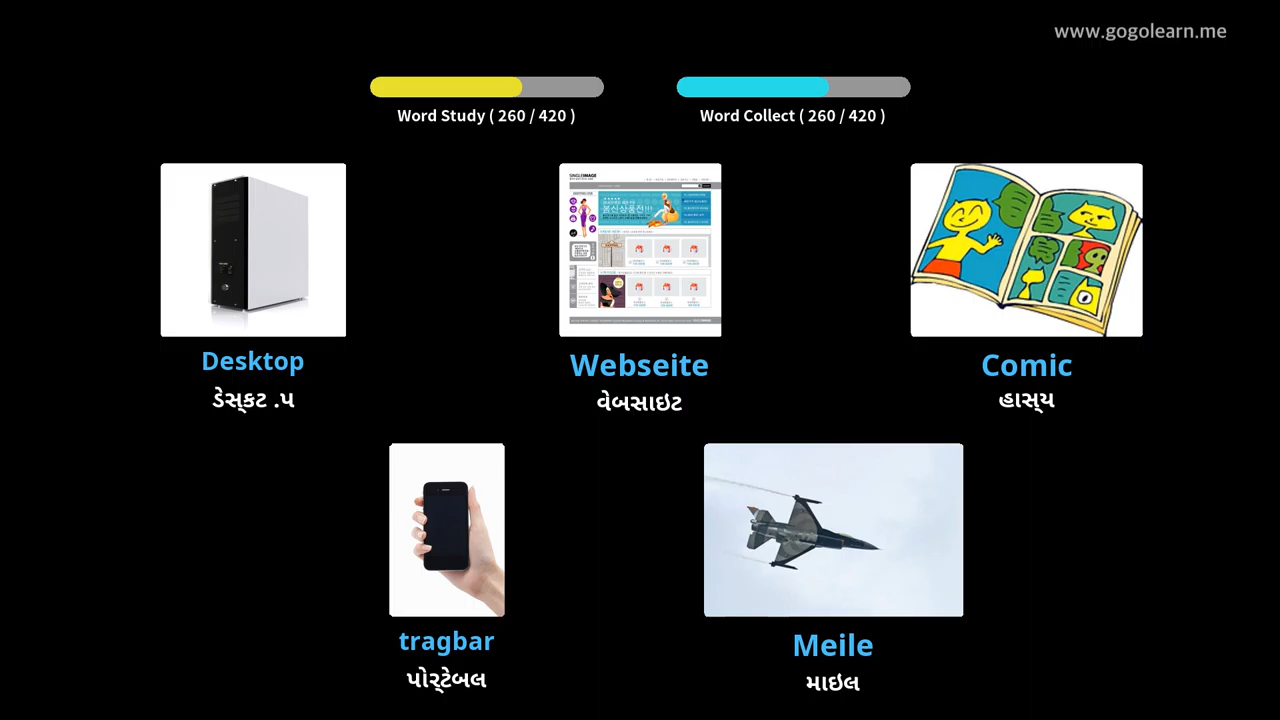 www.gogolearn.me
Word Study ( 260 / 420 )
Word Collect ( 260 / 420 )
Desktop
ડેસ્કટ .પ
Webseite
વેબસાઇટ
Comic
હાસ્ય
tragbar
પોર્ટેબલ
Meile
માઇલ